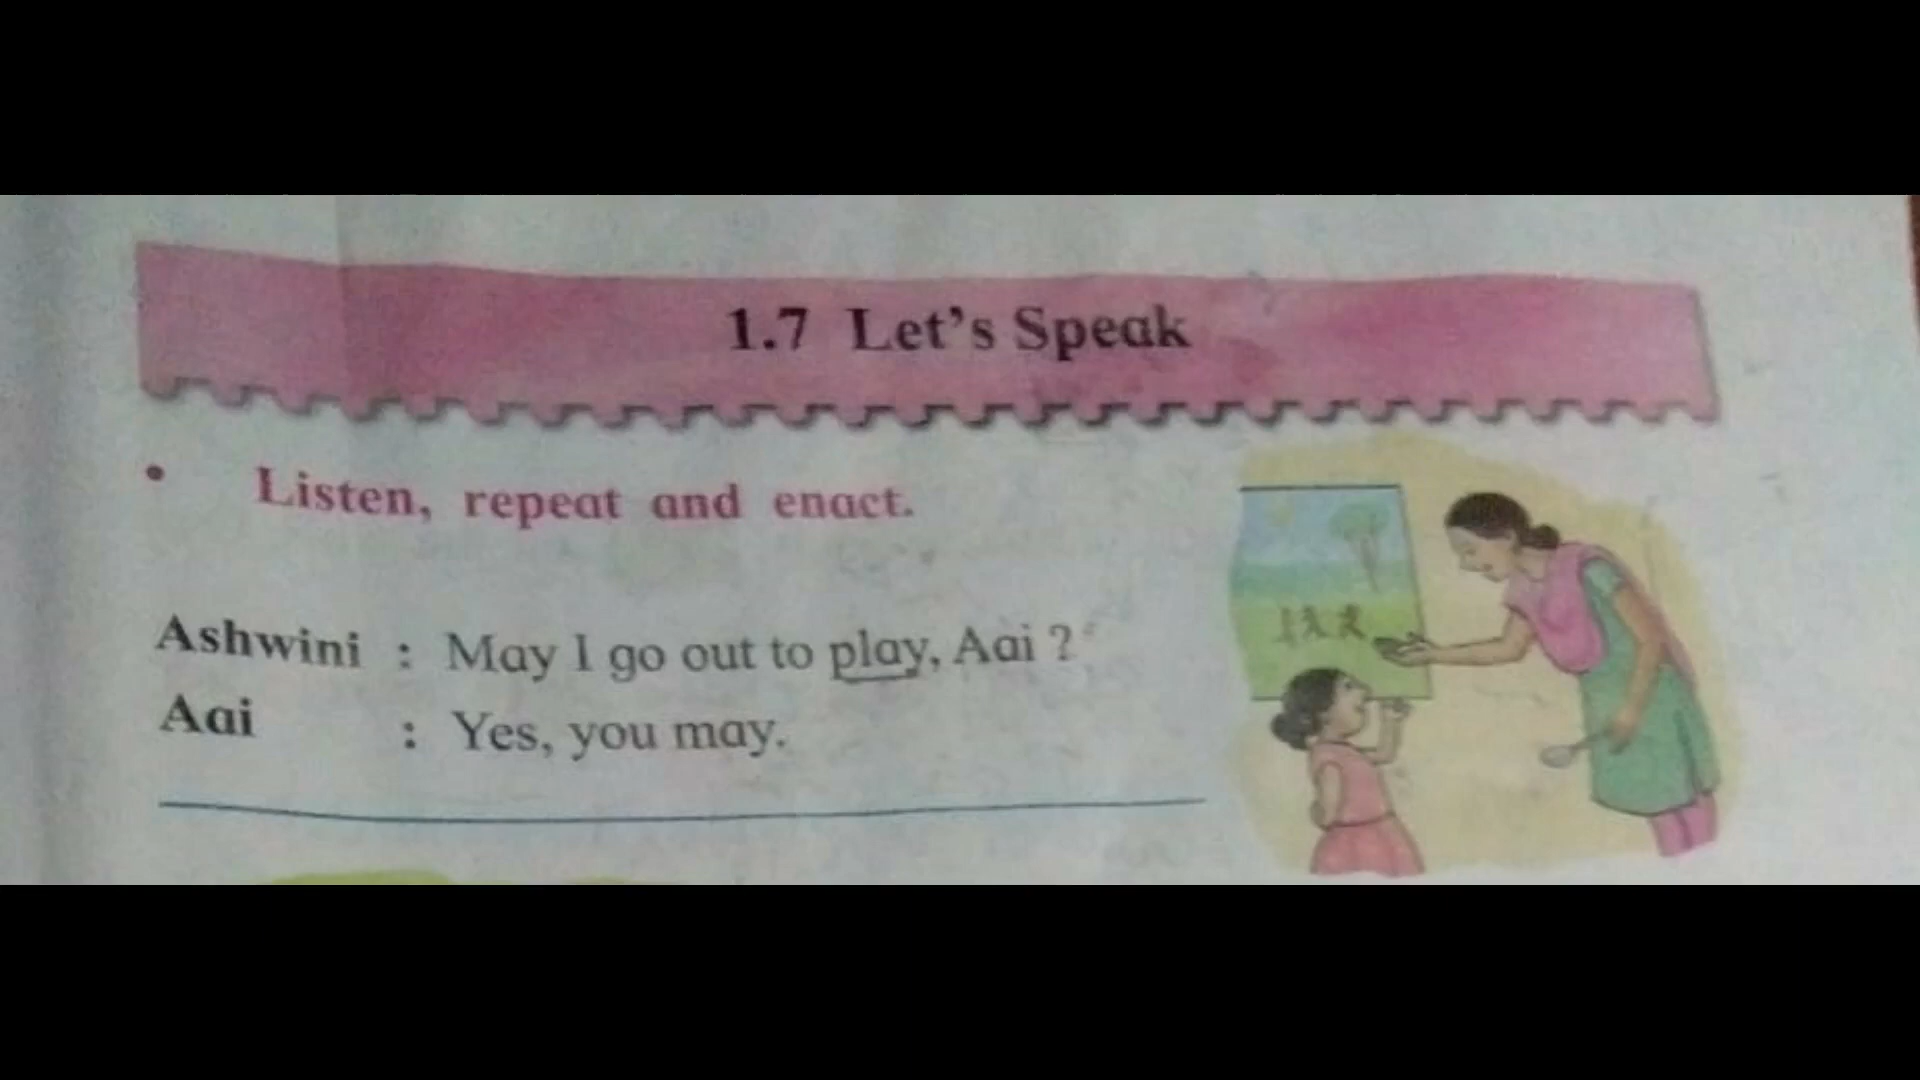 1.7 Let's Speak
• Listen, repeat and enact.
Ashwini : May I go out to play, Aai ?
Aai : Yes, you may.